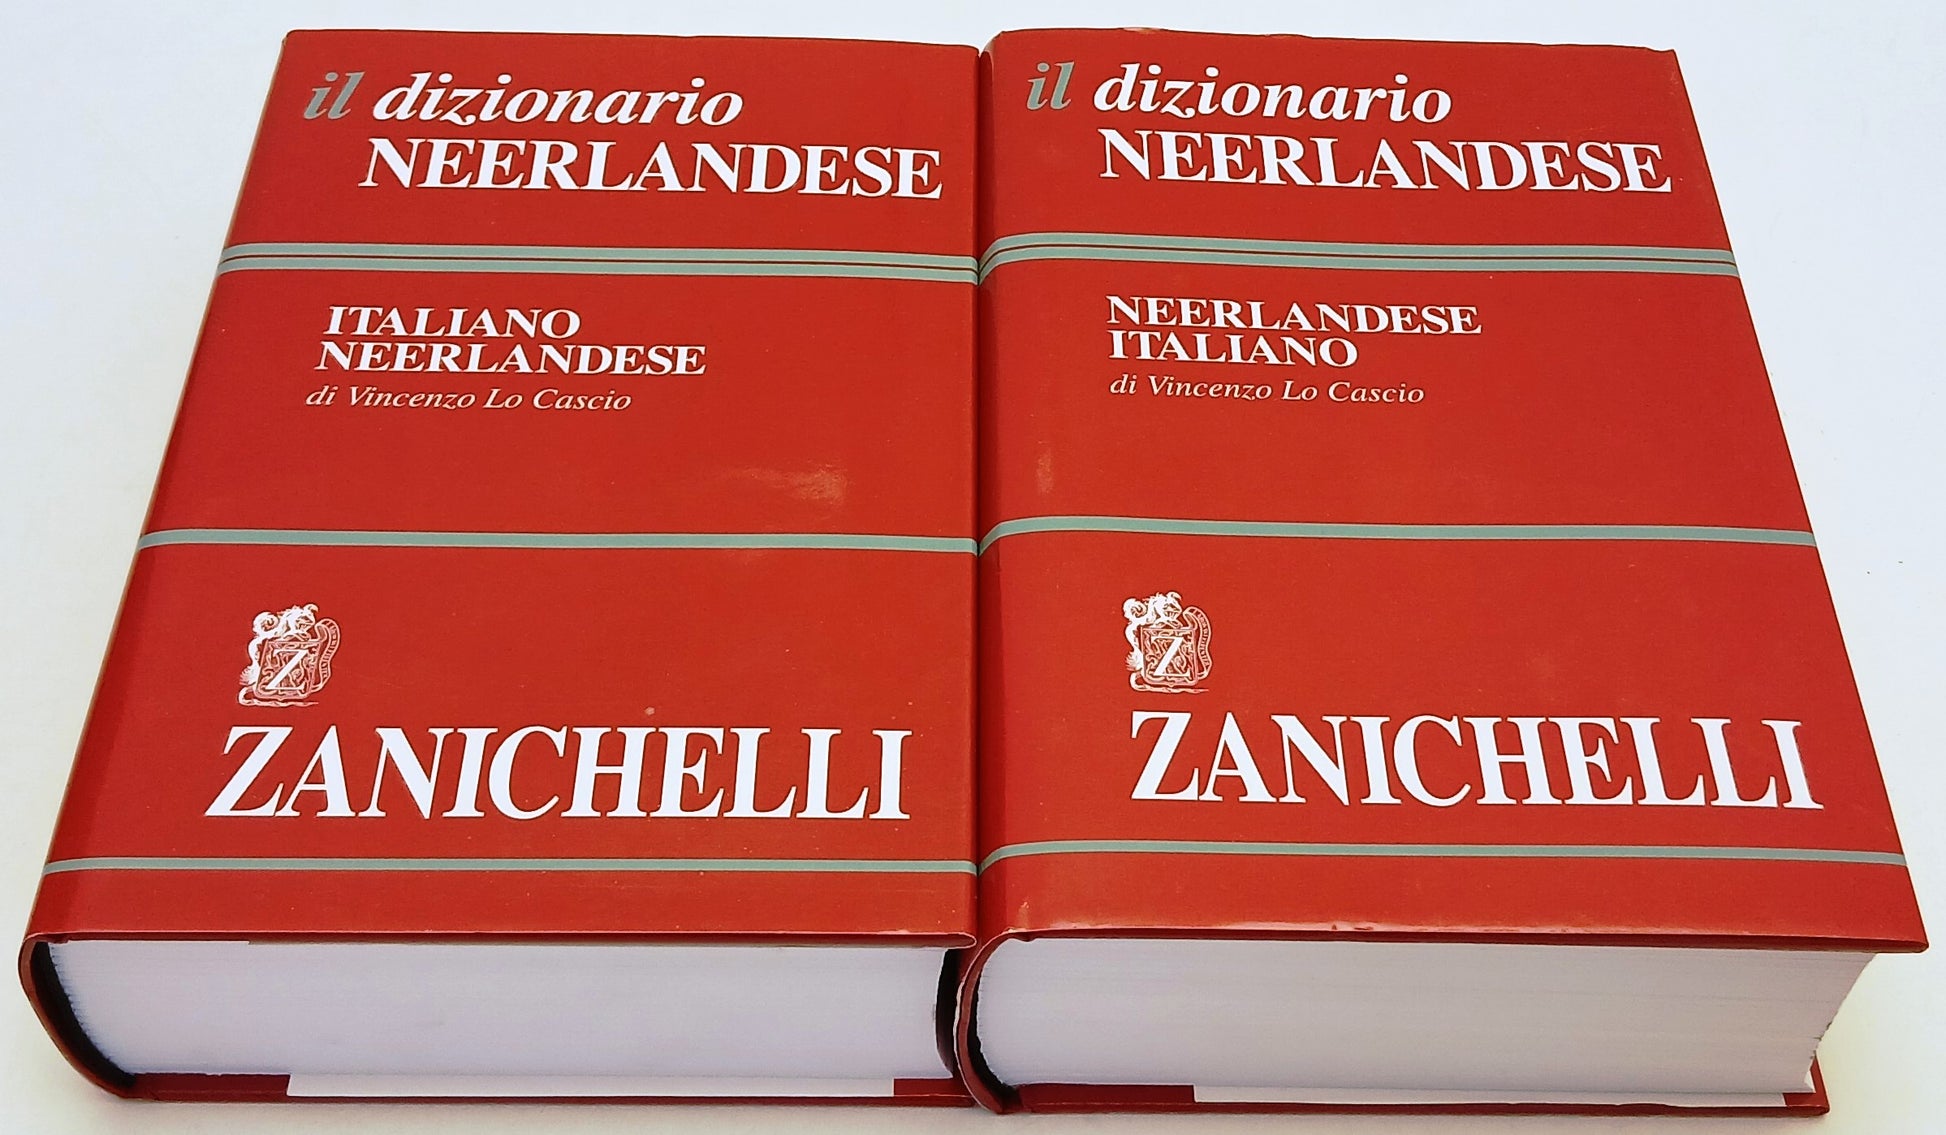 il dizionario
NEERLANDESE
ITALIANO
NEERLANDESE
di Vincenzo Lo Cascio
Z
ZANICHELLI
il dizionario
NEERLANDESE
NEERLANDESE
ITALIANO
di Vincenzo Lo Cascio
Z
ZANICHELLI